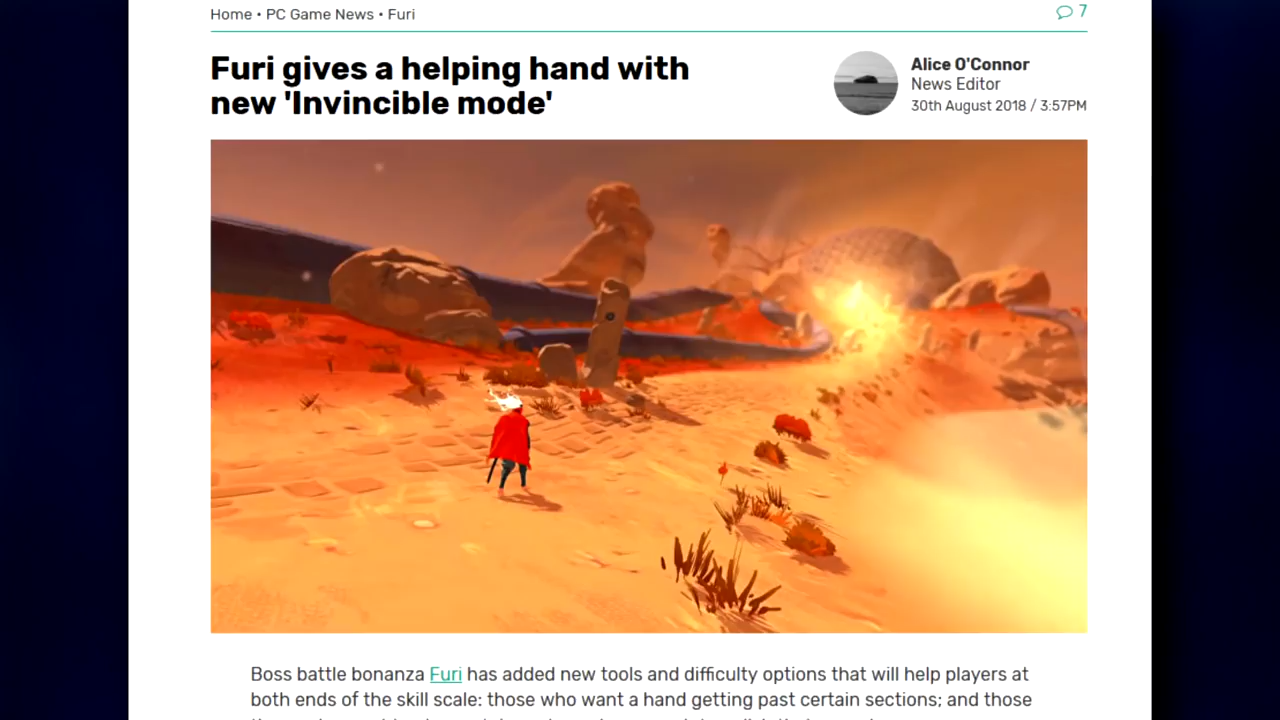 Home • PC Game News • Furi
7
Furi gives a helping hand with
new 'Invincible mode'
Alice O'Connor
News Editor
30th August 2018 / 3:57PM
Boss battle bonanza Furi has added new tools and difficulty options that will help players at
both ends of the skill scale: those who want a hand getting past certain sections; and those